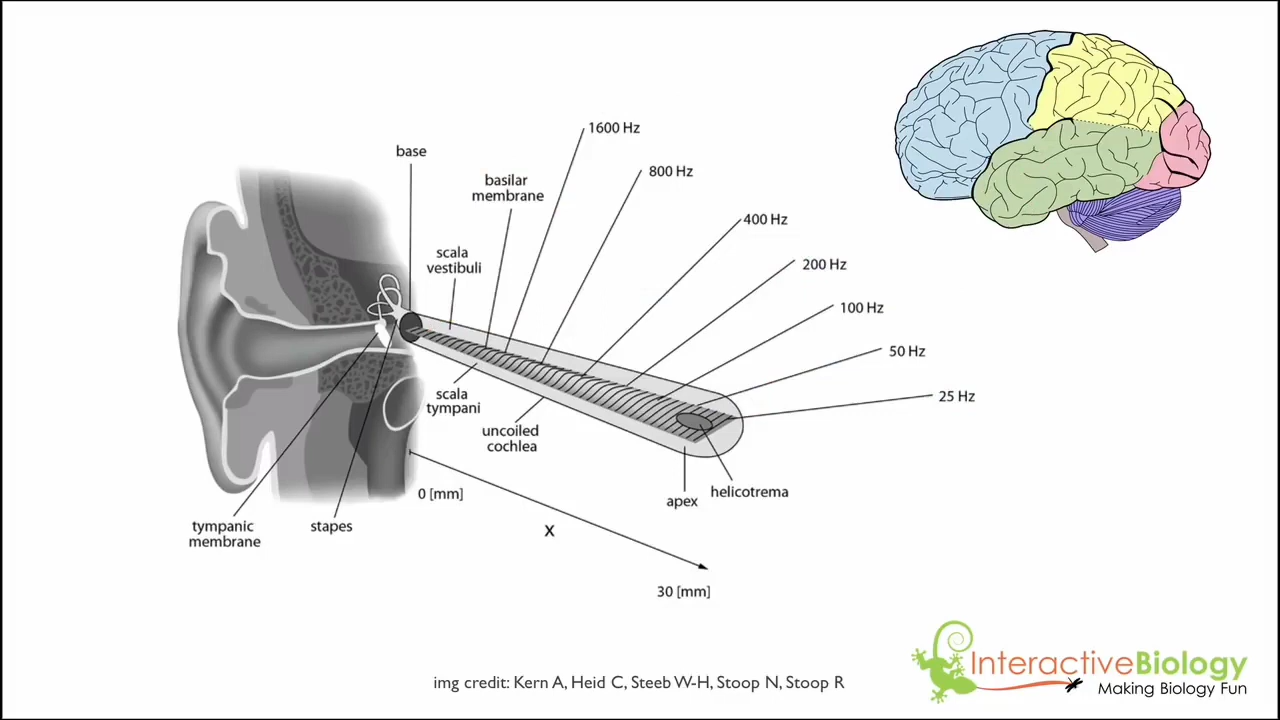 1600 Hz
base
800 Hz
basilar
membrane
400 Hz
scala
vestibuli
200 Hz
100 Hz
50 Hz
25 Hz
scala
tympani
uncoiled
cochlea
0 [mm]
apex
helicotrema
tympanic
membrane
stapes
X
30 [mm]
InteractiveBiology
Making Biology Fun
img credit: Kern A, Heid C, Steeb W-H, Stoop N, Stoop R